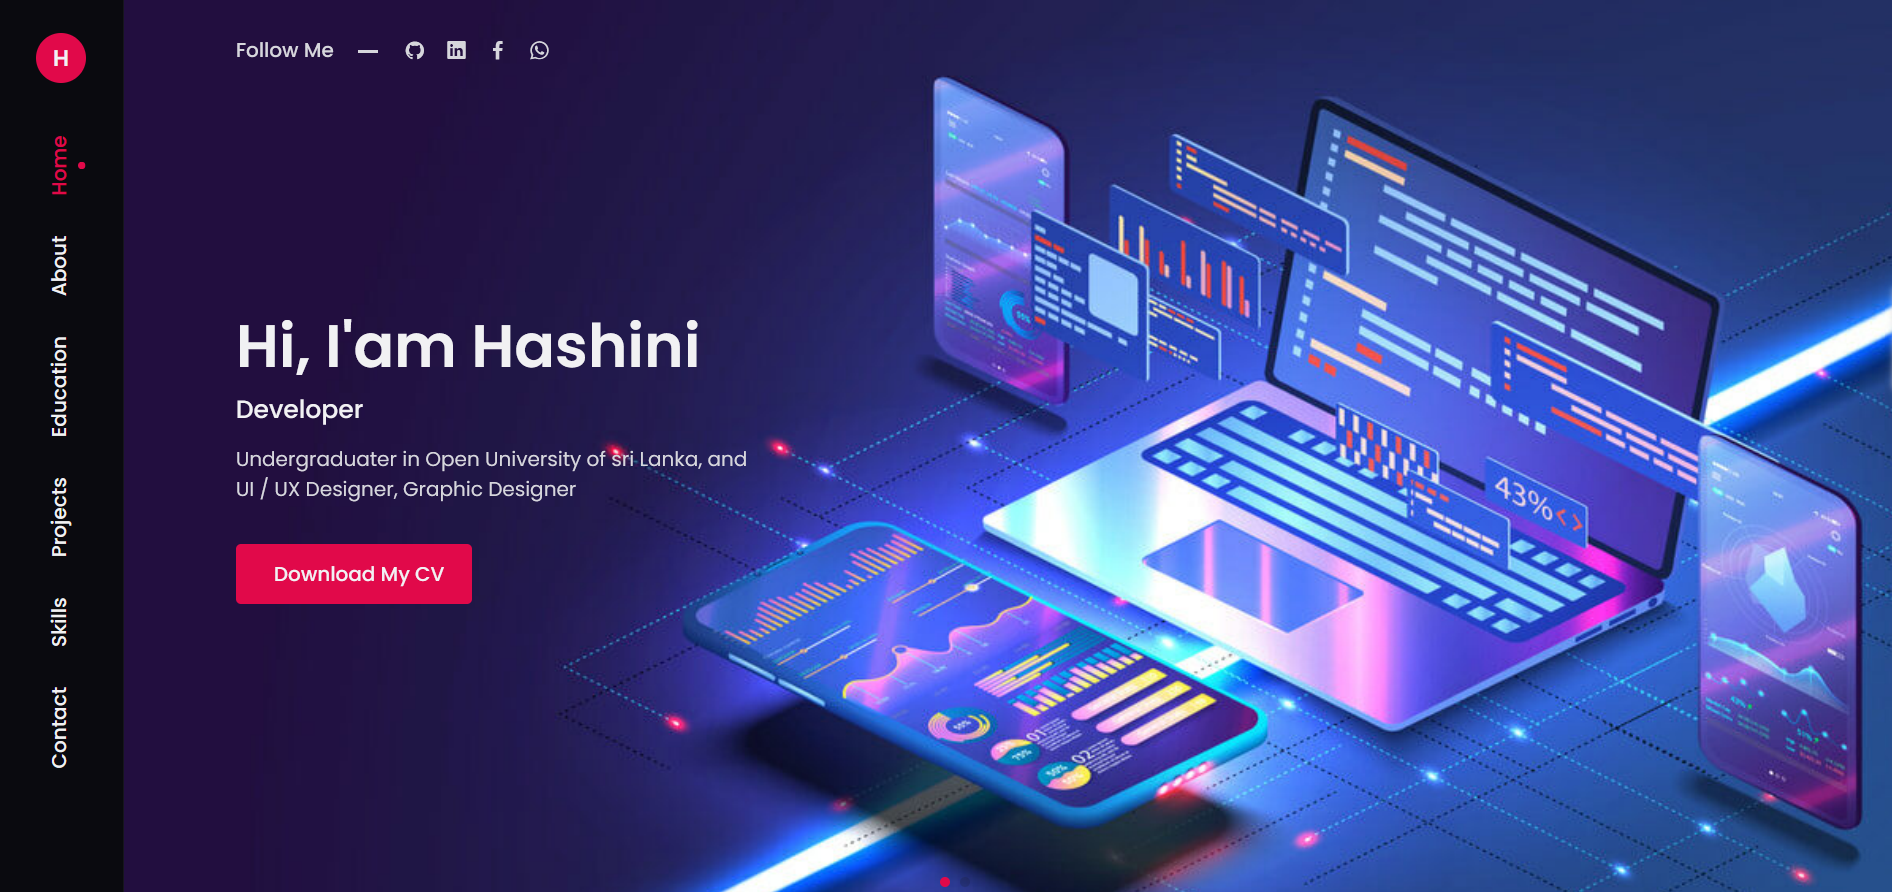 H
Home
About
Education
Projects
Skills
Contact
Follow Me
Hi, I'am Hashini
Developer
Undergraduater in Open University of sri Lanka, and
UI / UX Designer, Graphic Designer
Download My CV
43%<>
01
02